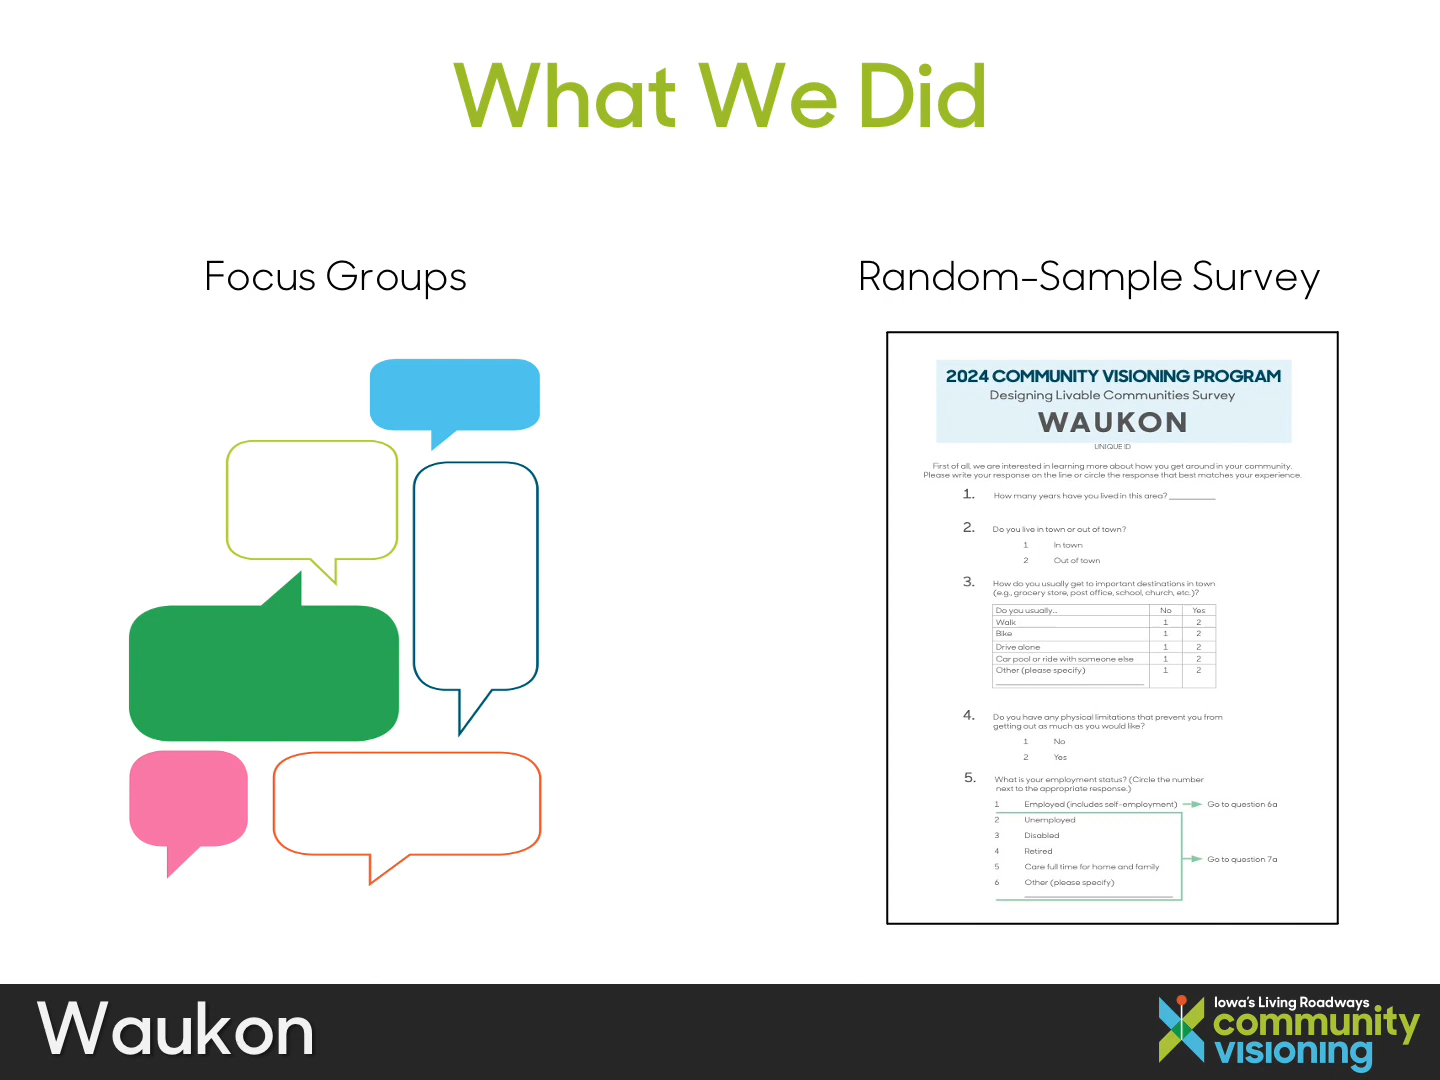 What We Did
Focus Groups
Random-Sample Survey
2024 COMMUNITY VISIONING PROGRAM
Designing Livable Communities Survey
WAUKON
UNIQUE ID
First of all, we are interested in learning more about how you get around in your community.
Please write your response on the line or circle the response that best matches your experience.
1. How many years have you lived in this area? __________
2. Do you live in town or out of town?
1 In town
2 Out of town
3. How do you usually get to important destinations in town
(e.g., grocery store, post office, school, church, etc.)?
Do you usually... No Yes
Walk 1 2
Bike 1 2
Drive alone 1 2
Car pool or ride with someone else 1 2
Other (please specify) 1 2
4. Do you have any physical limitations that prevent you from
getting out as much as you would like?
1 No
2 Yes
5. What is your employment status? (Circle the number
next to the appropriate response.)
1 Employed (includes self-employment) Go to question 6a
2 Unemployed
3 Disabled
4 Retired
Go to question 7a
5 Care full time for home and family
6 Other (please specify)
Waukon
Iowa's Living Roadways
community
visioning